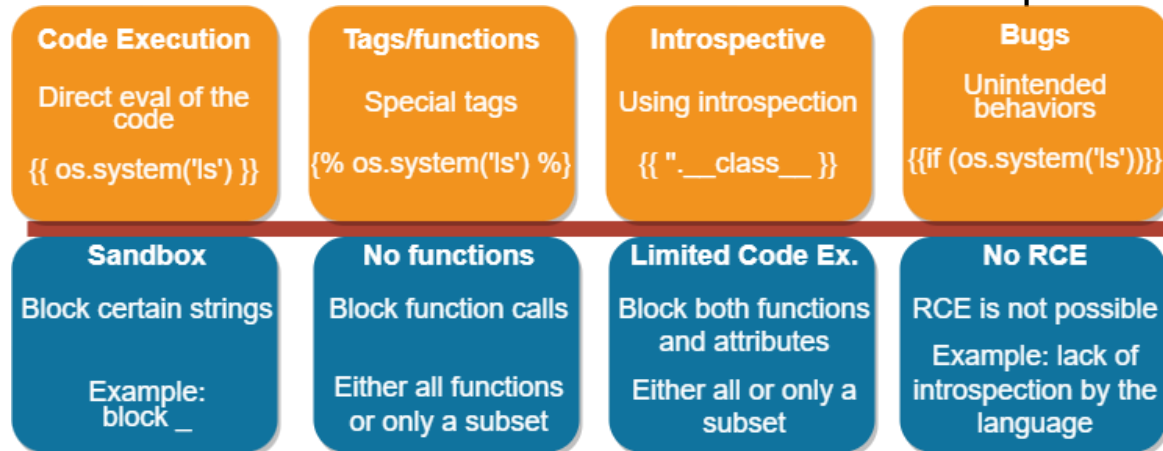 Code Execution
Direct eval of the
code
{{ os.system('ls') }}
Tags/functions
Special tags
{% os.system('ls') %}
Introspective
Using introspection
{{ ''.__class__ }}
Bugs
Unintended
behaviors
{{if (os.system('ls'))}}
Sandbox
Block certain strings
Example:
block _
No functions
Block function calls
Either all functions
or only a subset
Limited Code Ex.
Block both functions
and attributes
Either all or only a
subset
No RCE
RCE is not possible
Example: lack of
introspection by the
language